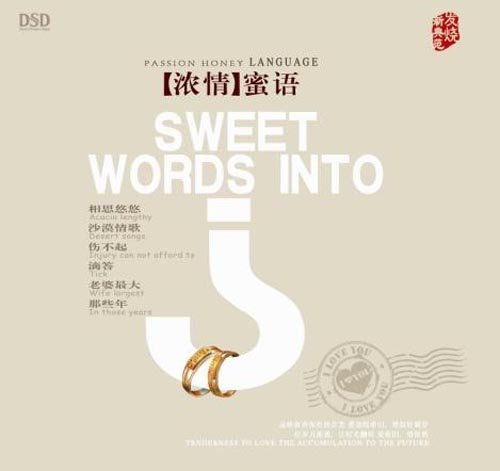 DSD
发烧
新典范
PASSION HONEY LANGUAGE
【浓情】蜜语
SWEET
WORDS INTO
相思悠悠
Acacia lengthy
沙漠情歌
Desert songs
伤不起
Injury can not afford to
滴答
Tick
老婆最大
Wife largest
那些年
In those years
I LOVE YOU
I LOVE YOU
I LOVE YOU
TENDERNESS TO LOVE THE ACCUMULATION TO THE FUTURE